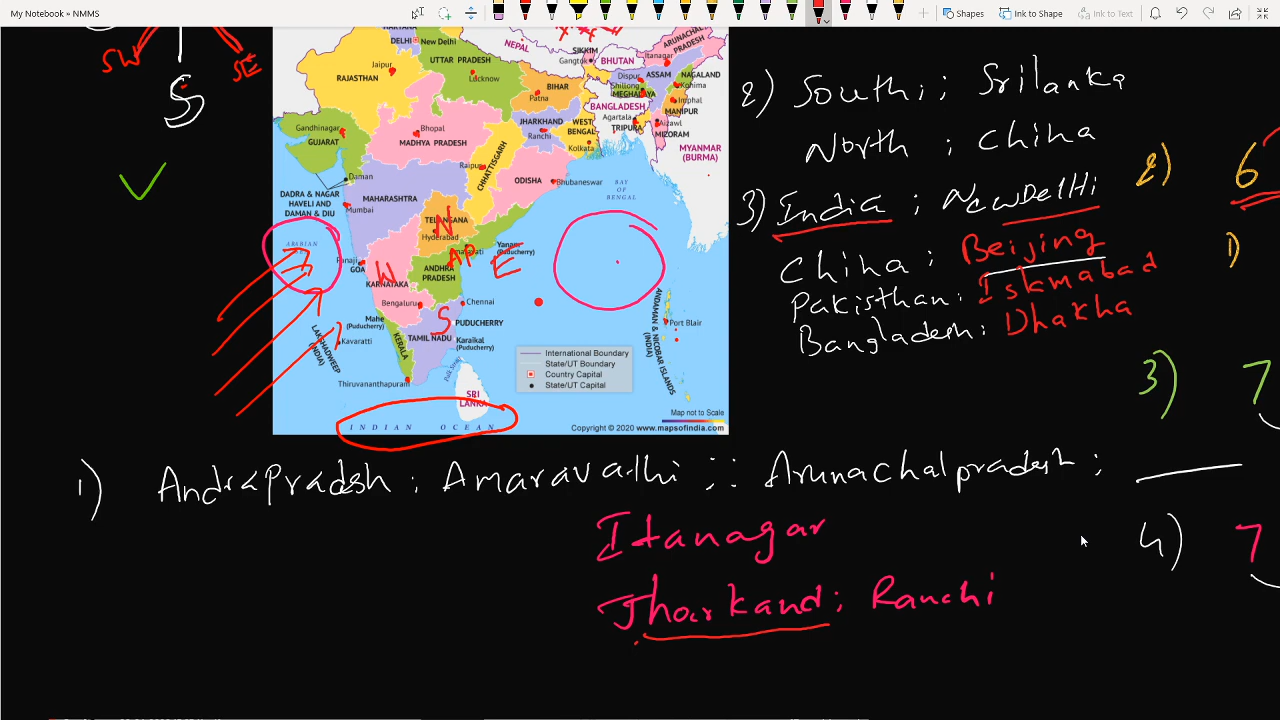 My Notebook » NMMS
Shapes
Ink to Shape
Ink to Text
SW
SE
S
DELHI
New Delhi
NEPAL
SIKKIM
Gangtok
BHUTAN
ARUNACHAL
PRADESH
Itanagar
Jaipur
RAJASTHAN
UTTAR PRADESH
Lucknow
Dispur
ASSAM
NAGALAND
Kohima
Shillong
MEGHALAYA
Imphal
MANIPUR
BIHAR
Patna
BANGLADESH
Agartala
TRIPURA
Aizawl
MIZORAM
Gandhinagar
GUJARAT
Bhopal
MADHYA PRADESH
JHARKHAND
Ranchi
WEST
BENGAL
Kolkata
MYANMAR
(BURMA)
Raipur
CHHATTISGARH
Daman
DADRA & NAGAR
HAVELI AND
DAMAN & DIU
Mumbai
MAHARASHTRA
ODISHA
Bhubaneswar
BAY
OF
BENGAL
TELANGANA
Hyderabad
N
ARABIAN
Panaji
GOA
W
KARNATAKA
AP
E
Yanam
(Puducherry)
ANDHRA
PRADESH
Bengaluru
Chennai
S
PUDUCHERRY
Mahe
(Puducherry)
TAMIL NADU
Karaikal
(Puducherry)
KERALA
LAKSHADWEEP
(INDIA)
Kavaratti
Thiruvananthapuram
SRI
LANKA
ANDAMAN & NICOBAR ISLANDS
(INDIA)
Port Blair
International Boundary
State/UT Boundary
Country Capital
State/UT Capital
INDIAN OCEAN
Map not to Scale
Copyright © 2020 www.mapsofindia.com
2) South ; Srilanka
North ; China
3) India ; NewDelHi
China ; Beijing
Pakisthan : Islamabad
Bangladesh : Dhakha
2) 6
1)
3) 7
4) 7
1) AndraPradesh ; Amaravadhi ;: Arunachalpradesh ; ____
Itanagar
Jharkand ; Ranchi